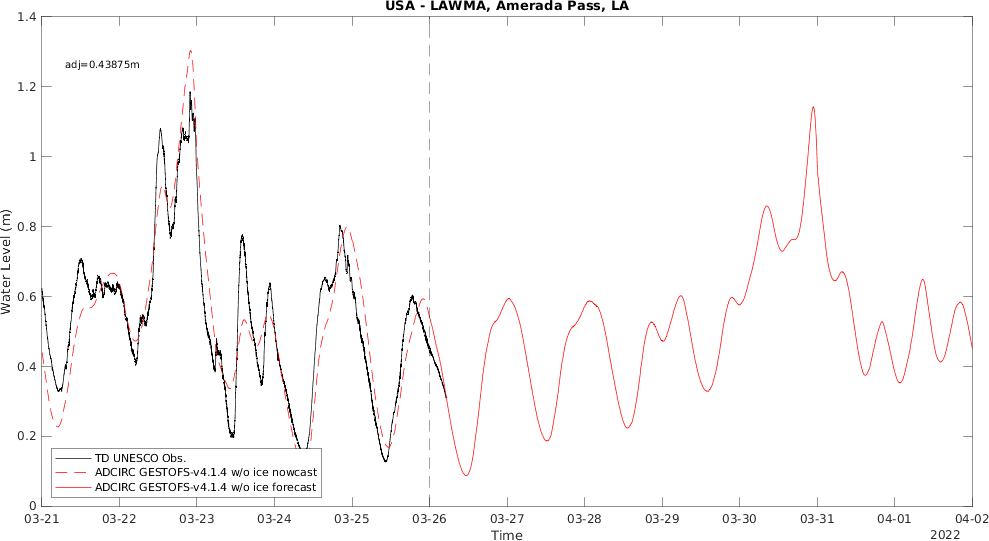 USA - LAWMA, Amerada Pass, LA
1.4
1.2
1
0.8
0.6
0.4
0.2
0
Water Level (m)
adj=0.43875m
TD UNESCO Obs.
ADCIRC GESTOFS-v4.1.4 w/o ice nowcast
ADCIRC GESTOFS-v4.1.4 w/o ice forecast
03-21 03-22 03-23 03-24 03-25 03-26 03-27 03-28 03-29 03-30 03-31 04-01 04-02
Time
2022